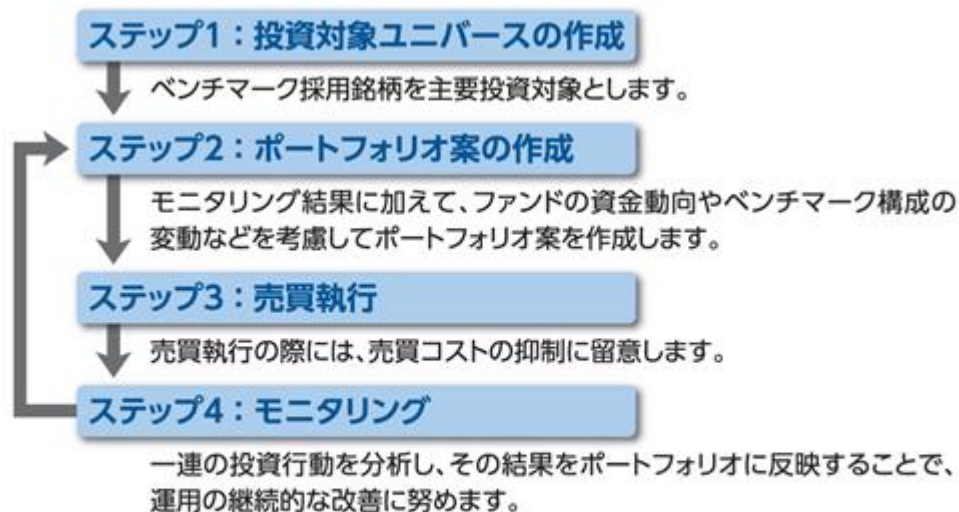 ステップ1：投資対象ユニバースの作成
ベンチマーク採用銘柄を主要投資対象とします。
ステップ2：ポートフォリオ案の作成
モニタリング結果に加えて、ファンドの資金動向やベンチマーク構成の
変動などを考慮してポートフォリオ案を作成します。
ステップ3：売買執行
売買執行の際には、売買コストの抑制に留意します。
ステップ4：モニタリング
一連の投資行動を分析し、その結果をポートフォリオに反映することで、
運用の継続的な改善に努めます。